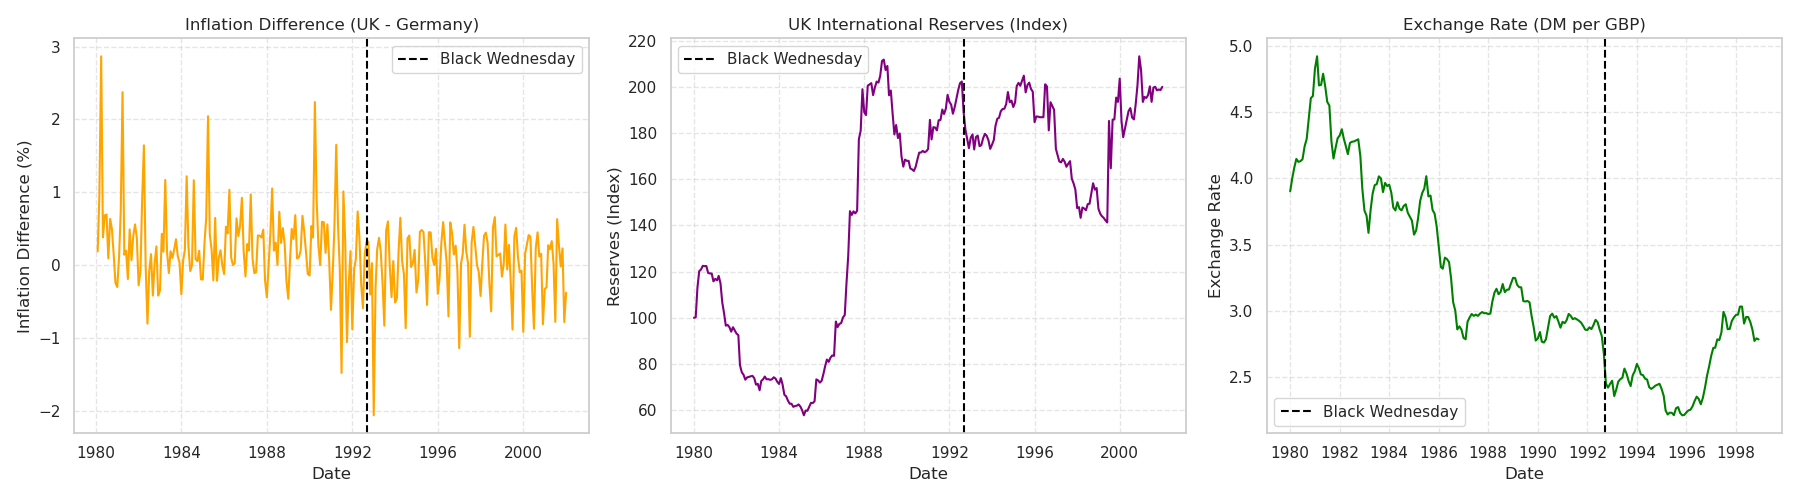 Inflation Difference (UK - Germany)
Inflation Difference (%)
3
2
1
0
−1
−2
Black Wednesday
1980 1984 1988 1992 1996 2000
Date
UK International Reserves (Index)
Reserves (Index)
220
200
180
160
140
120
100
80
60
Black Wednesday
1980 1984 1988 1992 1996 2000
Date
Exchange Rate (DM per GBP)
Exchange Rate
5.0
4.5
4.0
3.5
3.0
2.5
Black Wednesday
1980 1982 1984 1986 1988 1990 1992 1994 1996 1998
Date